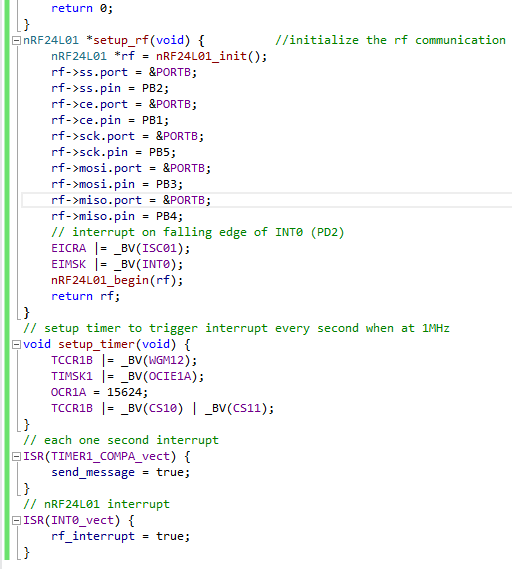 return 0;
}
nRF24L01 *setup_rf(void) {         //initialize the rf communication
    nRF24L01 *rf = nRF24L01_init();
    rf->ss.port = &PORTB;
    rf->ss.pin = PB2;
    rf->ce.port = &PORTB;
    rf->ce.pin = PB1;
    rf->sck.port = &PORTB;
    rf->sck.pin = PB5;
    rf->mosi.port = &PORTB;
    rf->mosi.pin = PB3;
    rf->miso.port = &PORTB;
    rf->miso.pin = PB4;
    // interrupt on falling edge of INT0 (PD2)
    EICRA |= _BV(ISC01);
    EIMSK |= _BV(INT0);
    nRF24L01_begin(rf);
    return rf;
}
// setup timer to trigger interrupt every second when at 1MHz
void setup_timer(void) {
    TCCR1B |= _BV(WGM12);
    TIMSK1 |= _BV(OCIE1A);
    OCR1A = 15624;
    TCCR1B |= _BV(CS10) | _BV(CS11);
}
// each one second interrupt
ISR(TIMER1_COMPA_vect) {
    send_message = true;
}
// nRF24L01 interrupt
ISR(INT0_vect) {
    rf_interrupt = true;
}